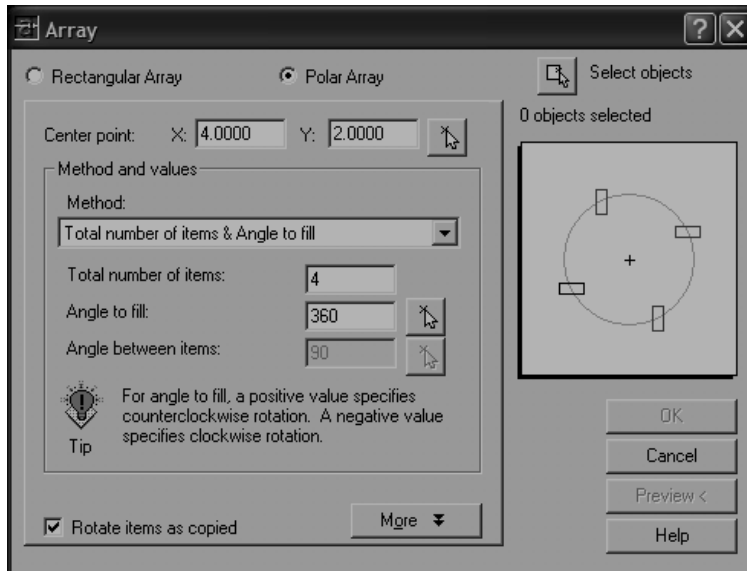 Array
Rectangular Array
Polar Array
Select objects
0 objects selected
Center point: X: 4.0000 Y: 2.0000
Method and values
Method:
Total number of items & Angle to fill
Total number of items: 4
Angle to fill: 360
Angle between items: 90
For angle to fill, a positive value specifies
counterclockwise rotation. A negative value
specifies clockwise rotation.
Tip
Rotate items as copied
More
OK
Cancel
Preview <
Help